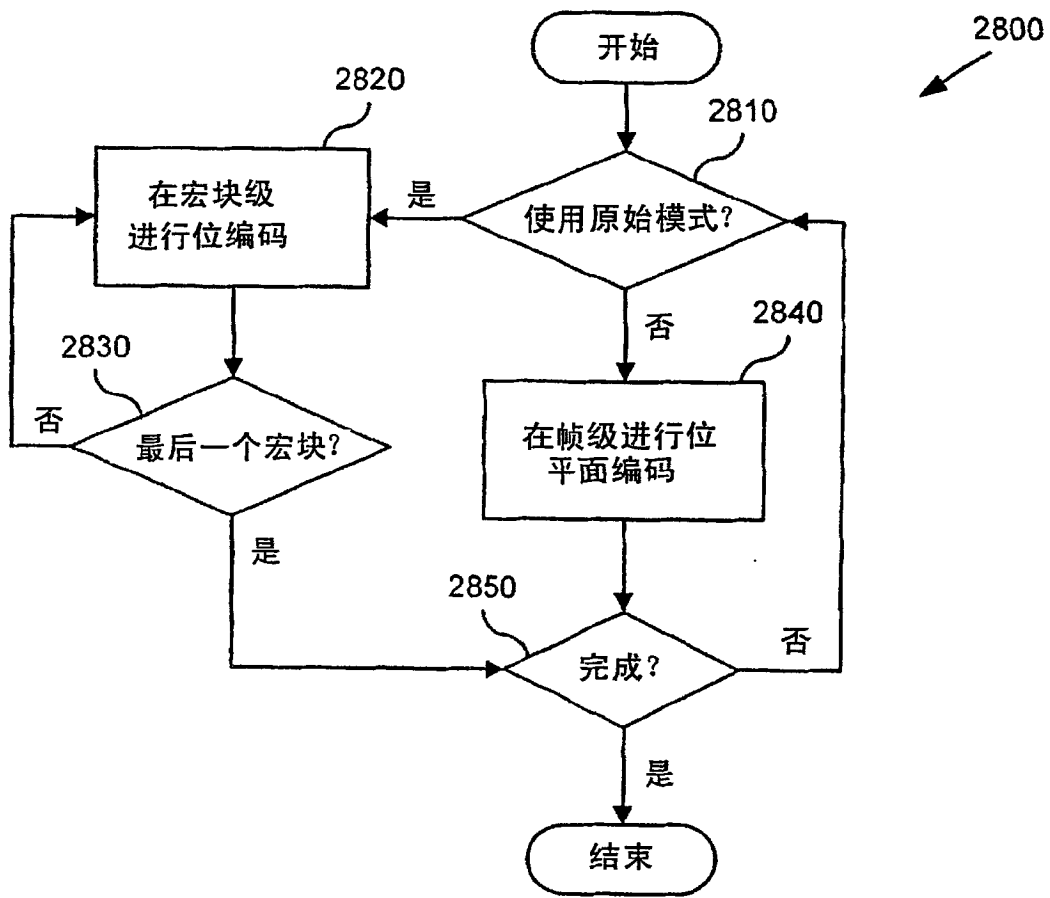 开始
2800
2810
2820
在宏块级
进行位编码
是
使用原始模式？
否
2840
2830
否
最后一个宏块？
在帧级进行位
平面编码
是
2850
完成？
否
是
结束